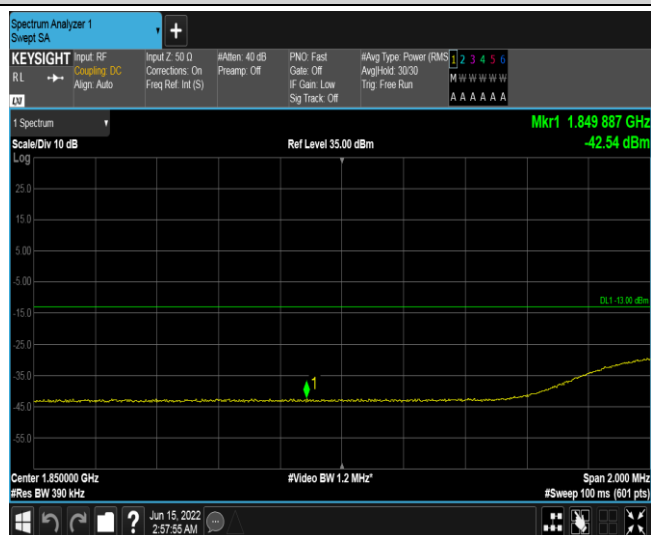 Spectrum Analyzer 1
Swept SA
+
KEYSIGHT Input: RF Input Z: 50 Ω #Atten: 40 dB PNO: Fast #Avg Type: Power (RMS 1 2 3 4 5 6
RL Coupling: DC Corrections: On Preamp: Off Gate: Off Avg|Hold: 30/30 M W W W W W
Align: Auto Freq Ref: Int (S) IF Gain: Low Trig: Free Run
Sig Track: Off A A A A A A
LXI
1 Spectrum Mkr1 1.849 887 GHz
Scale/Div 10 dB Ref Level 35.00 dBm -42.54 dBm
Log
25.0
15.0
5.00
-5.00
DL1 -13.00 dBm
-15.0
-25.0
-35.0
1
-45.0
-55.0
Center 1.850000 GHz #Video BW 1.2 MHz* Span 2.000 MHz
#Res BW 390 kHz #Sweep 100 ms (601 pts)
? Jun 15, 2022
2:57:55 AM